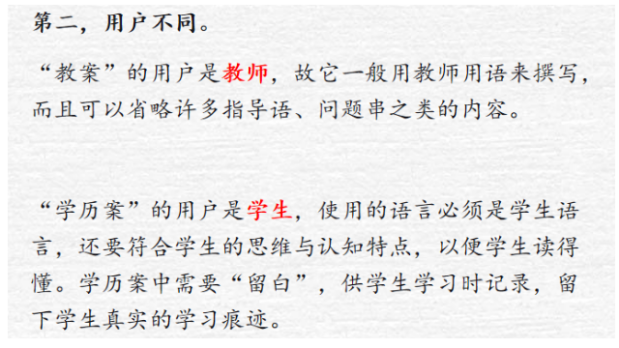 第二，用户不同。
“教案”的用户是教师，故它一般用教师用语来撰写，
而且可以省略许多指导语、问题串之类的内容。
“学历案”的用户是学生，使用的语言必须是学生语
言，还要符合学生的思维与认知特点，以便学生读得
懂。学历案中需要“留白”，供学生学习时记录，留
下学生真实的学习痕迹。